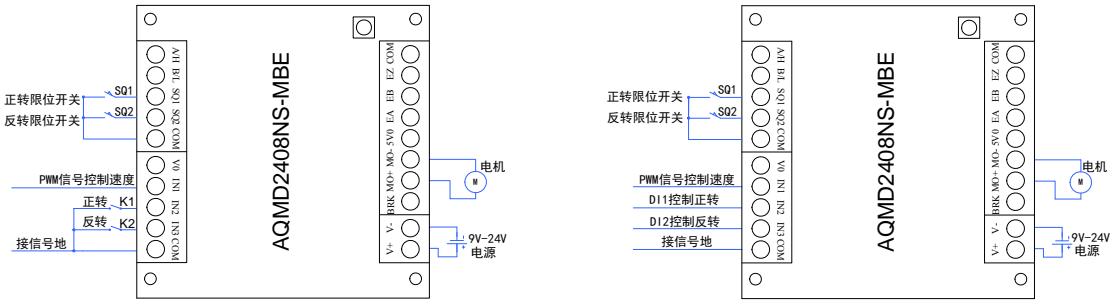 A/H
B/L
SQ1
SQ2
COM
V0
IN1
IN2
IN3
COM
AQMD2408NS-MBE
COM
EZ
EB
EA
5V0
MO-
MO+
BRK
V-
V+
正转限位开关
SQ1
反转限位开关
SQ2
PWM信号控制速度
正转 K1
反转 K2
接信号地
电机
M
9V-24V
电源
A/H
B/L
SQ1
SQ2
COM
V0
IN1
IN2
IN3
COM
AQMD2408NS-MBE
COM
EZ
EB
EA
5V0
MO-
MO+
BRK
V-
V+
正转限位开关
SQ1
反转限位开关
SQ2
PWM信号控制速度
DI1控制正转
DI2控制反转
接信号地
电机
M
9V-24V
电源